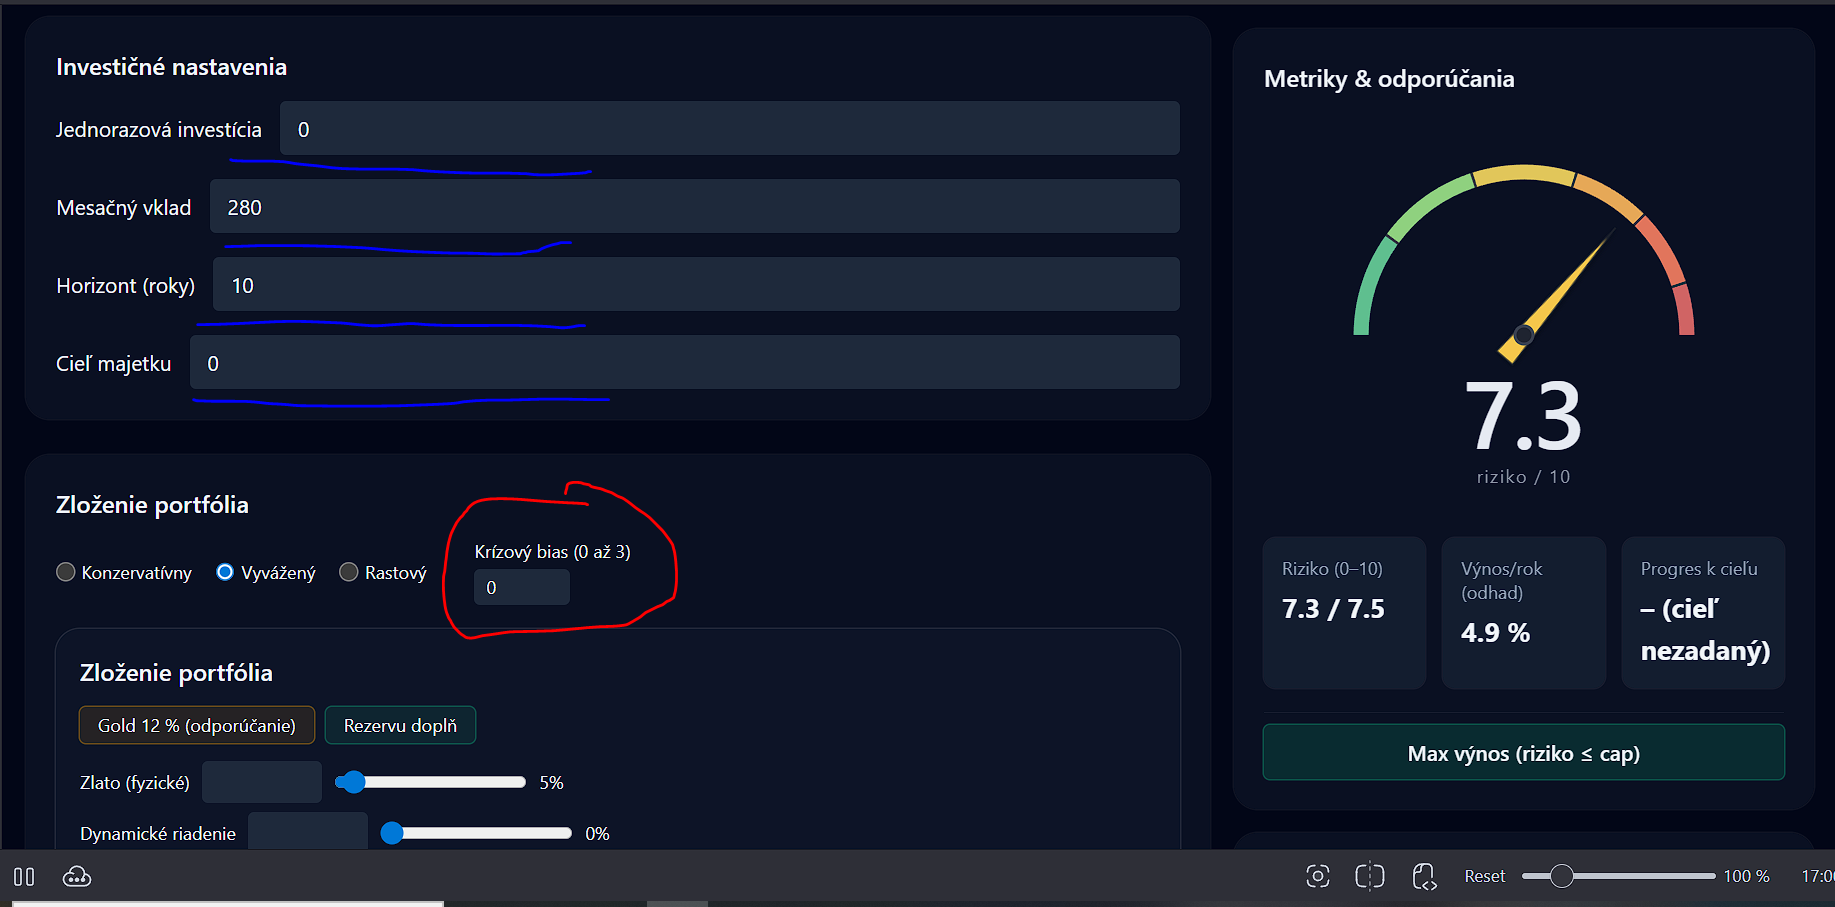 Investičné nastavenia
Jednorazová investícia 0
Mesačný vklad 280
Horizont (roky) 10
Cieľ majetku 0
Zloženie portfólia
Krízový bias (0 až 3)
Konzervatívny Vyvážený Rastový 0
Zloženie portfólia
Gold 12 % (odporúčanie) Rezervu doplň
Zlato (fyzické) 5%
Dynamické riadenie 0%
Metriky & odporúčania
7.3
riziko / 10
Riziko (0–10)
7.3 / 7.5
Výnos/rok
(odhad)
4.9 %
Progres k cieľu
– (cieľ
nezadaný)
Max výnos (riziko ≤ cap)
Reset 100 %